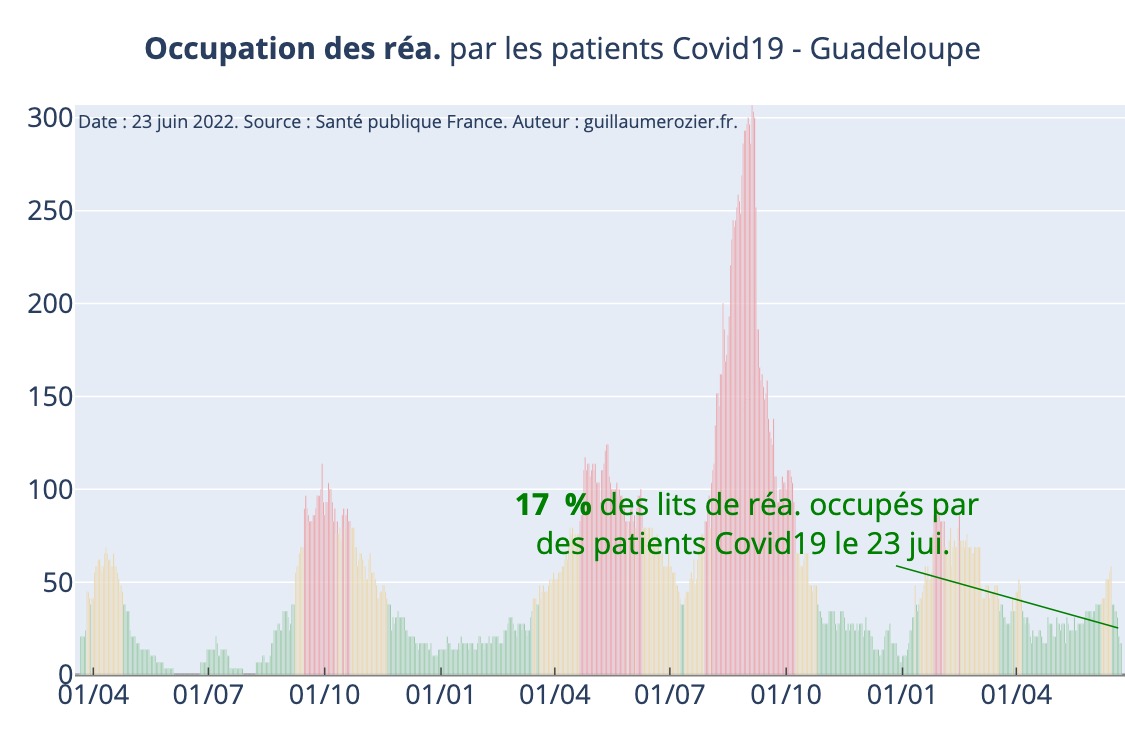 Occupation des réa. par les patients Covid19 - Guadeloupe
300
Date : 23 juin 2022. Source : Santé publique France. Auteur : guillaumerozier.fr.
250
200
150
100
17 % des lits de réa. occupés par
des patients Covid19 le 23 jui.
50
0
01/04 01/07 01/10 01/01 01/04 01/07 01/10 01/01 01/04